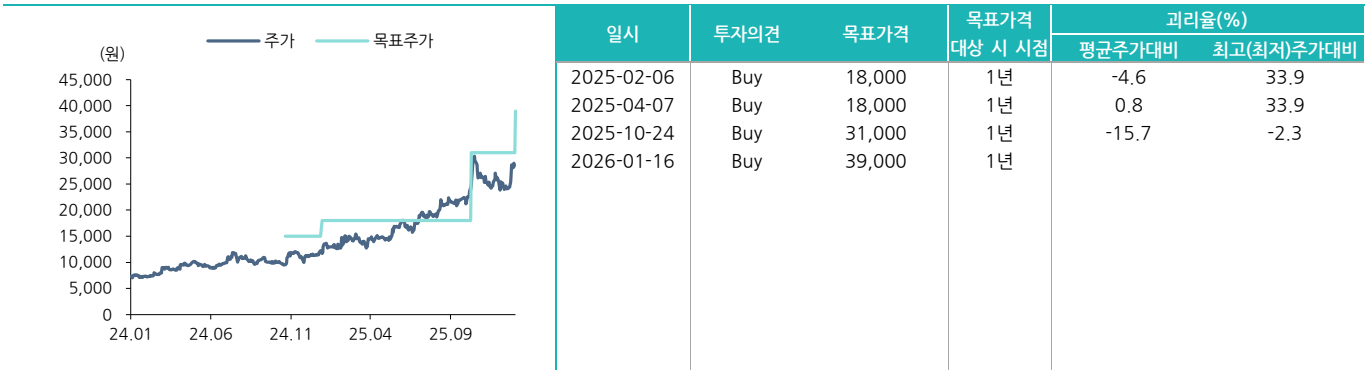 주가 목표주가
(원)
45,000
40,000
35,000
30,000
25,000
20,000
15,000
10,000
5,000
0
24.01 24.06 24.11 25.04 25.09
일시 투자의견 목표가격 목표가격 괴리율(%)
대상 시 시점 평균주가대비 최고(최저)주가대비
2025-02-06 Buy 18,000 1년 -4.6 33.9
2025-04-07 Buy 18,000 1년 0.8 33.9
2025-10-24 Buy 31,000 1년 -15.7 -2.3
2026-01-16 Buy 39,000 1년